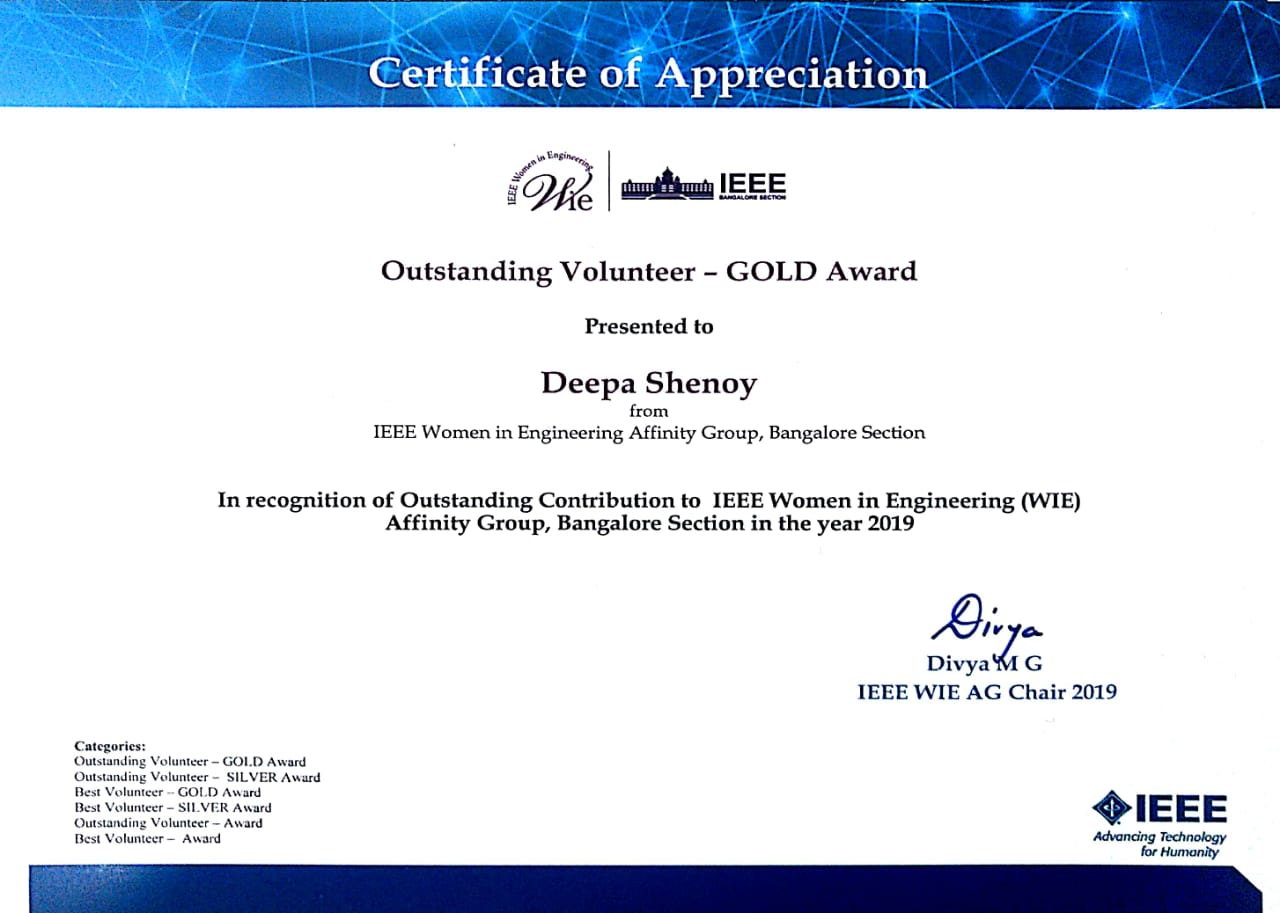 Certificate of Appreciation
IEEE Women in Engineering
Wie
IEEE
BANGALORE SECTION
Outstanding Volunteer – GOLD Award
Presented to
Deepa Shenoy
from
IEEE Women in Engineering Affinity Group, Bangalore Section
In recognition of Outstanding Contribution to IEEE Women in Engineering (WIE)
Affinity Group, Bangalore Section in the year 2019
Divya
Divya M G
IEEE WIE AG Chair 2019
Categories:
Outstanding Volunteer – GOLD Award
Outstanding Volunteer – SILVER Award
Best Volunteer – GOLD Award
Best Volunteer – SILVER Award
Outstanding Volunteer – Award
Best Volunteer – Award
IEEE
Advancing Technology
for Humanity